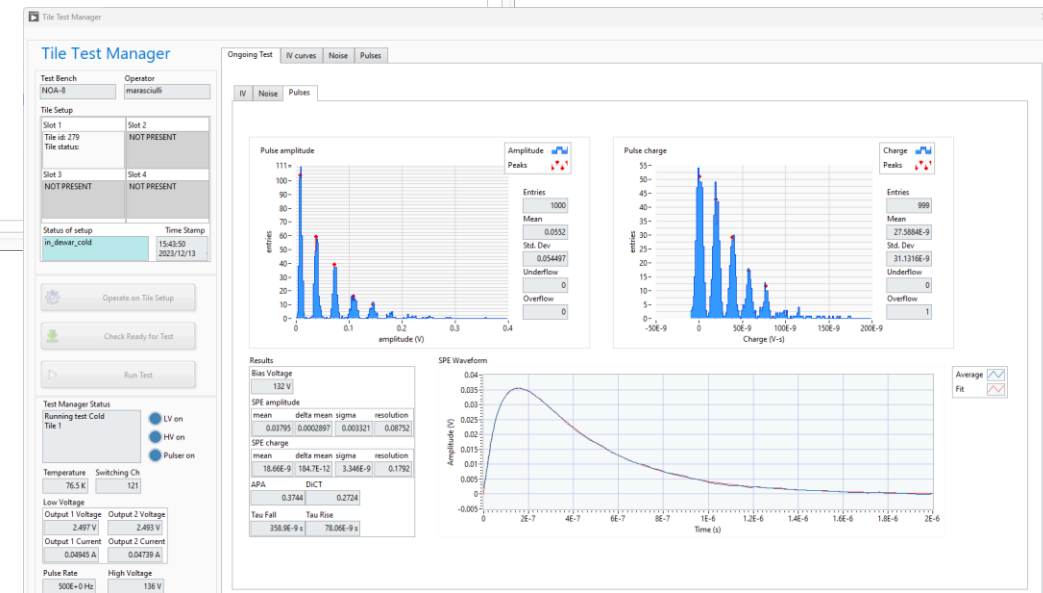 Tile Test Manager
Tile Test Manager
Test Bench Operator
NOA-8 marasciulli
Tile Setup
Slot 1 Slot 2
Tile id: 279 NOT PRESENT
Tile status:
Slot 3 Slot 4
NOT PRESENT NOT PRESENT
Status of setup Time Stamp
in_dewar_cold 15:43:50
2023/12/13
Operate on Tile Setup
Check Ready for Test
Run Test
Test Manager Status
Running test Cold
Tile 1
LV on
HV on
Pulser on
Temperature Switching Ch
76.5 K 121
Low Voltage
Output 1 Voltage Output 2 Voltage
2.497 V 2.493 V
Output 1 Current Output 2 Current
0.04945 A 0.04739 A
Pulse Rate High Voltage
500E+0 Hz 136 V
Ongoing Test IV curves Noise Pulses
IV Noise Pulses
Pulse amplitude
Amplitude
Peaks
111
100
90
80
70
60
50
40
30
20
10
0
entries
0 0.1 0.2 0.3 0.4
amplitude (V)
Entries
1000
Mean
0.0552
Std. Dev
0.054497
Underflow
0
Overflow
0
Pulse charge
Charge
Peaks
55
50
45
40
35
30
25
20
15
10
5
0
entries
-50E-9 0 50E-9 100E-9 150E-9 200E-9
Charge (V-s)
Entries
999
Mean
27.5884E-9
Std. Dev
31.1316E-9
Underflow
0
Overflow
1
Results
Bias Voltage
132 V
SPE amplitude
mean delta mean sigma resolution
0.03795 0.0002897 0.003321 0.08752
SPE charge
mean delta mean sigma resolution
18.66E-9 184.7E-12 3.346E-9 0.1792
APA DiCT
0.3744 0.2724
Tau Fall Tau Rise
358.9E-9 s 78.06E-9 s
SPE Waveform
Average
Fit
0.04
0.035
0.03
0.025
0.02
0.015
0.01
0.005
0
-0.005
Amplitude (V)
0 2E-7 4E-7 6E-7 8E-7 1E-6 1.2E-6 1.4E-6 1.6E-6 1.8E-6 2E-6
Time (s)